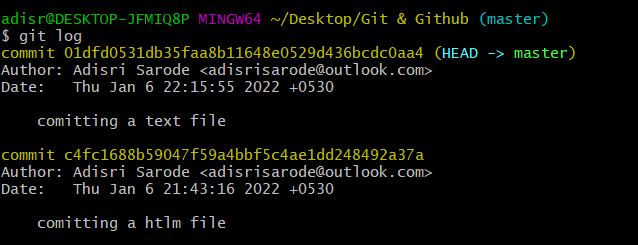 adisr@DESKTOP-JFMIQ8P MINGW64 ~/Desktop/Git & Github (master)
$ git log
commit 01dfd0531db35faa8b11648e0529d436bcdc0aa4 (HEAD -> master)
Author: Adisri Sarode <adisrisarode@outlook.com>
Date:   Thu Jan 6 22:15:55 2022 +0530
    comitting a text file
commit c4fc1688b59047f59a4bbf5c4ae1dd248492a37a
Author: Adisri Sarode <adisrisarode@outlook.com>
Date:   Thu Jan 6 21:43:16 2022 +0530
    comitting a htlm file